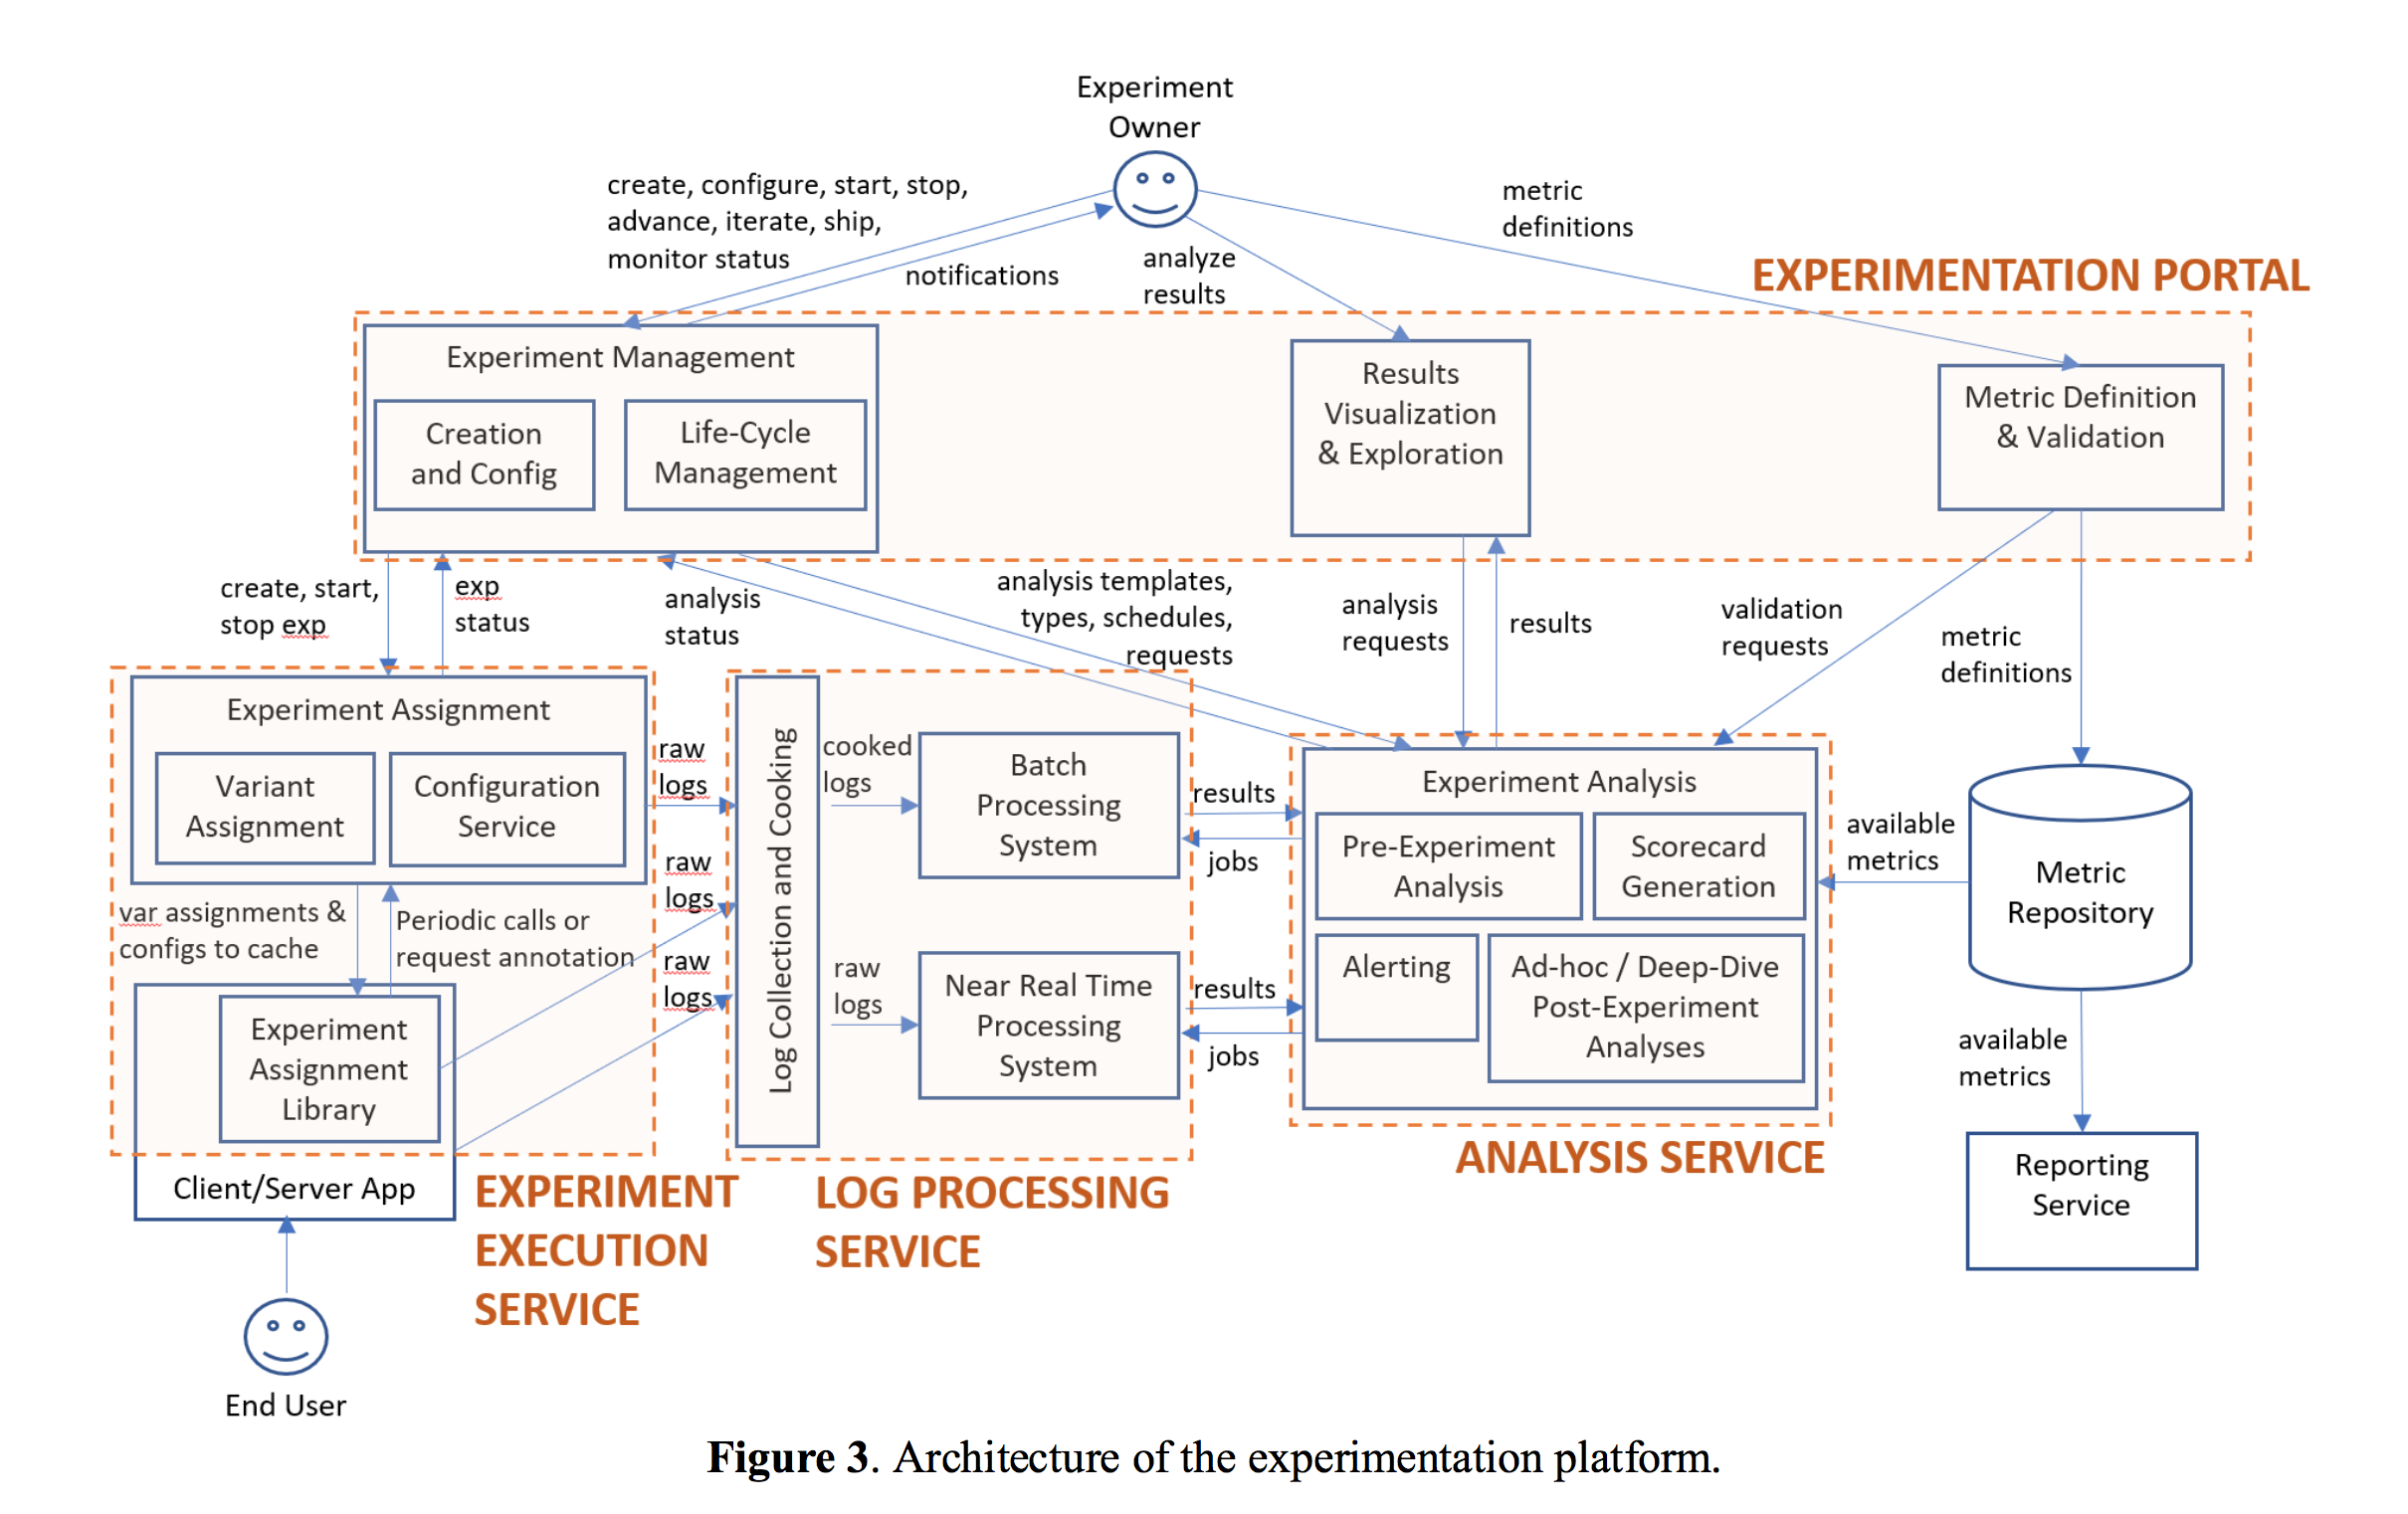 Experiment
Owner
create, configure, start, stop,
advance, iterate, ship,
monitor status
notifications
analyze
results
metric
definitions
EXPERIMENTATION PORTAL
Experiment Management
Creation
and Config
Life-Cycle
Management
Results
Visualization
& Exploration
Metric Definition
& Validation
create, start,
stop exp
exp
status
analysis
status
analysis templates,
types, schedules,
requests
analysis
requests
results
validation
requests
metric
definitions
Experiment Assignment
Variant
Assignment
Configuration
Service
raw
logs
raw
logs
raw
logs
var assignments &
configs to cache
Periodic calls or
request annotation
Experiment
Assignment
Library
Client/Server App
EXPERIMENT
EXECUTION
SERVICE
End User
Log Collection and Cooking
cooked
logs
Batch
Processing
System
raw
logs
Near Real Time
Processing
System
LOG PROCESSING
SERVICE
results
jobs
results
jobs
Experiment Analysis
Pre-Experiment
Analysis
Scorecard
Generation
Alerting
Ad-hoc / Deep-Dive
Post-Experiment
Analyses
ANALYSIS SERVICE
available
metrics
Metric
Repository
available
metrics
Reporting
Service
Figure 3. Architecture of the experimentation platform.